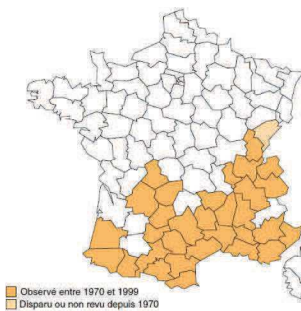 Observé entre 1970 et 1999
Disparu ou non revu depuis 1970